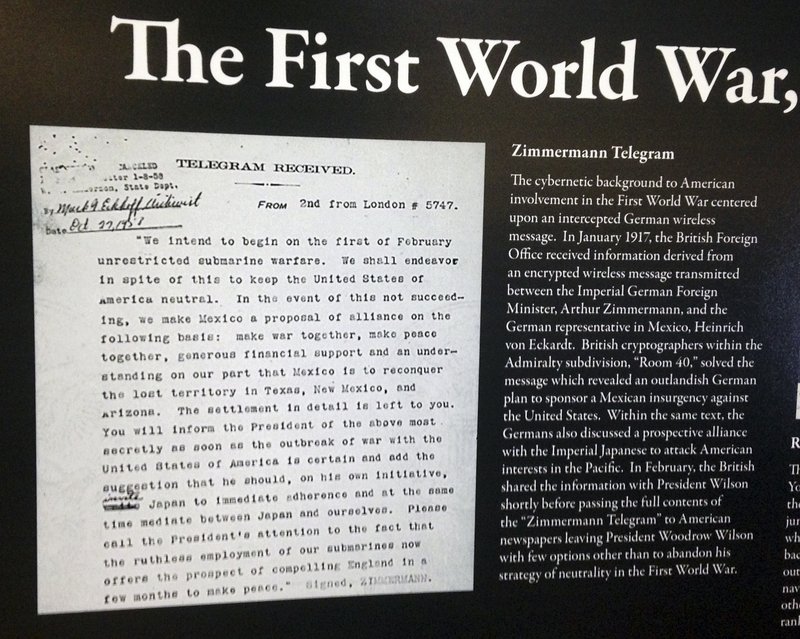 The First World War,
TELEGRAM RECEIVED.
1-8-58
State Dept.
By Mark G Eckhoff Archivist
Date Oct. 27, 1958
FROM 2nd from London # 5747.
"We intend to begin on the first of February
unrestricted submarine warfare. We shall endeavor
in spite of this to keep the United States of
America neutral. In the event of this not succeed-
ing, we make Mexico a proposal of alliance on the
following basis: make war together, make peace
together, generous financial support and an under-
standing on our part that Mexico is to reconquer
the lost territory in Texas, New Mexico, and
Arizona. The settlement in detail is left to you.
You will inform the President of the above most
secretly as soon as the outbreak of war with the
United States of America is certain and add the
suggestion that he should, on his own initiative,
invite
Japan to immediate adherence and at the same
time mediate between Japan and ourselves. Please
call the President's attention to the fact that
the ruthless employment of our submarines now
offers the prospect of compelling England in a
few months to make peace." Signed, ZIMMERMANN.
Zimmermann Telegram
The cybernetic background to American
involvement in the First World War centered
upon an intercepted German wireless
message. In January 1917, the British Foreign
Office received information derived from
an encrypted wireless message transmitted
between the Imperial German Foreign
Minister, Arthur Zimmermann, and the
German representative in Mexico, Heinrich
von Eckardt. British cryptographers within the
Admiralty subdivision, "Room 40," solved the
message which revealed an outlandish German
plan to sponsor a Mexican insurgency against
the United States. Within the same text, the
Germans also discussed a prospective alliance
with the Imperial Japanese to attack American
interests in the Pacific. In February, the British
shared the information with President Wilson
shortly before passing the full contents of
the "Zimmermann Telegram" to American
newspapers leaving President Woodrow Wilson
with few options other than to abandon his
strategy of neutrality in the First World War.